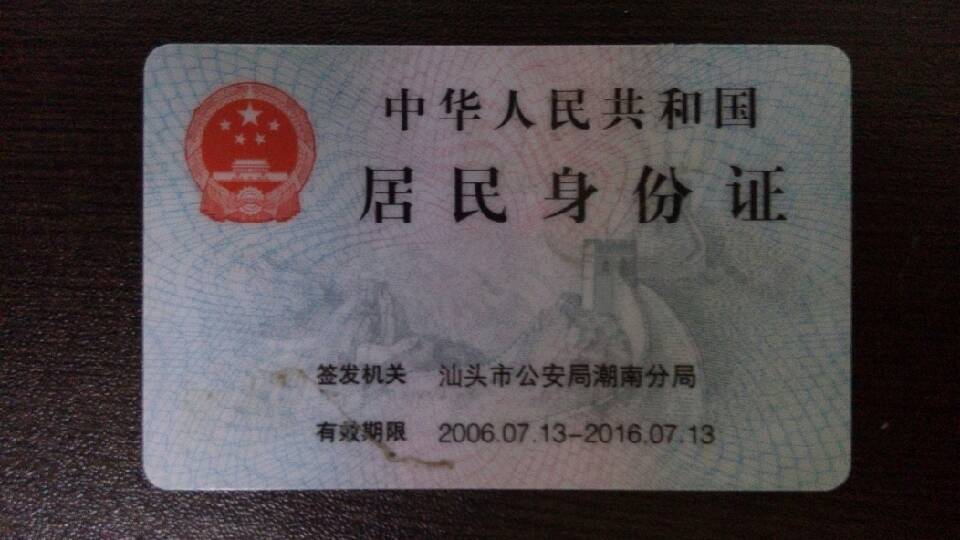 中华人民共和国
居民身份证
签发机关 汕头市公安局潮南分局
有效期限 2006.07.13-2016.07.13